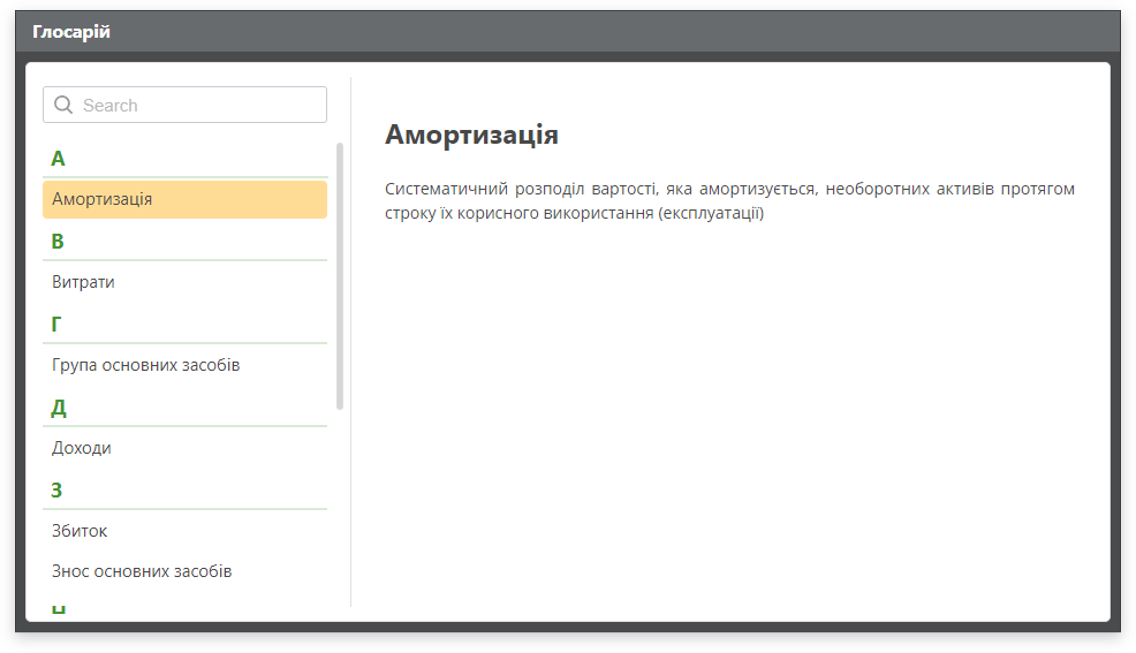 Глосарій
Search
А
Амортизація
В
Витрати
Г
Група основних засобів
Д
Доходи
З
Збиток
Знос основних засобів
Н
Амортизація
Систематичний розподіл вартості, яка амортизується, необоротних активів протягом
строку їх корисного використання (експлуатації)